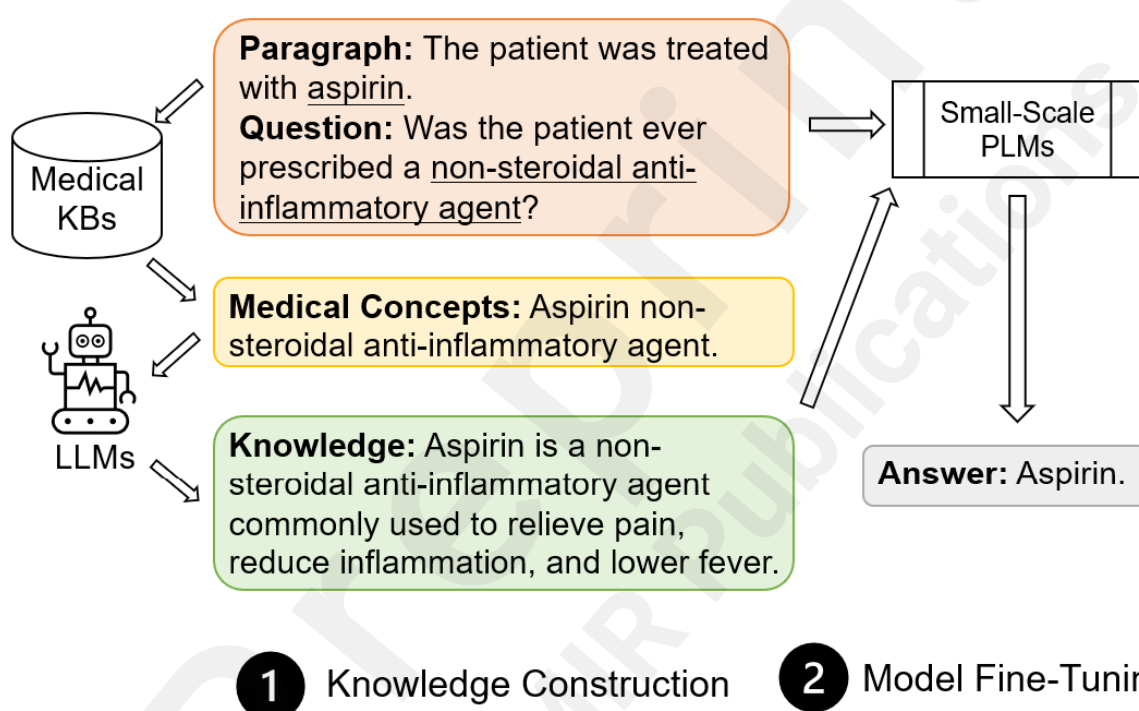 Paragraph: The patient was treated
with aspirin.
Question: Was the patient ever
prescribed a non-steroidal anti-
inflammatory agent?
Medical
KBs
Small-Scale
PLMs
Medical Concepts: Aspirin non-
steroidal anti-inflammatory agent.
LLMs
Knowledge: Aspirin is a non-
steroidal anti-inflammatory agent
commonly used to relieve pain,
reduce inflammation, and lower fever.
Answer: Aspirin.
1 Knowledge Construction
2 Model Fine-Tunin
Preprin
MIR Publications